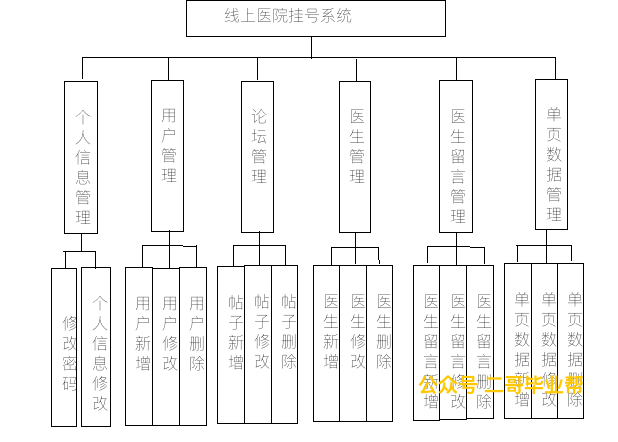 线上医院挂号系统
个人信息管理
用户管理
论坛管理
医生管理
医生留言管理
单页数据管理
修改密码
个人信息修改
用户新增
用户修改
用户删除
帖子新增
帖子修改
帖子删除
医生新增
医生修改
医生删除
医生留言新增
医生留言修改
医生留言删除
单页数据新增
单页数据修改
单页数据删除
公众号 二哥毕业帮